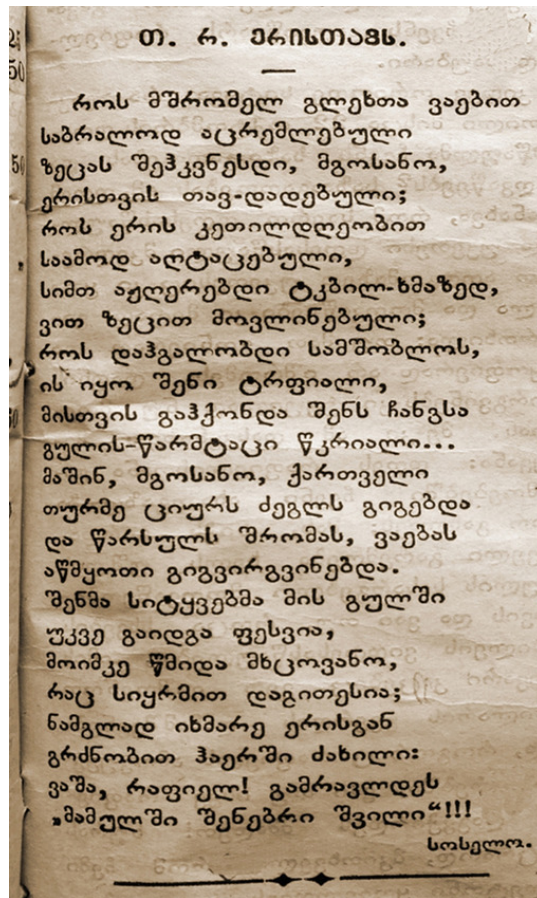 თ. რ. ერისთავს.
როს მშრომელ გლეხთა ვაებით
საბრალოდ აცრემლებული
ზეცას შეჰკვნესდი, მგოსანო,
ერისთვის თავ-დადებული;
როს ერის კეთილდღეობით
საამოდ აღტაცებული,
სიმთ აჟღერებდი ტკბილ-ხმაზედ,
ვით ზეცით მოვლინებული;
როს დაჰგალობდი სამშობლოს,
ის იყო შენი ტრფიალი,
მისთვის გაჰქონდა შენს ჩანგსა
გულის-წარმტაცი წკრიალი...
მაშინ, მგოსანო, ქართველი
თურმე ციურს ძეგლს გიგებდა
და წარსულს შრომას, ვაებას
აწმყოთი გიგვირგვინებდა.
შენმა სიტყვებმა მის გულში
უკვე გაიდგა ფესვია,
მოიმკე წმიდა მხცოვანო,
რაც სიყრმით დაგითესია;
ნამგლად იხმარე ერისგან
გრძნობით ჰაერში ძახილი:
ვაშა, რაფიელ! გამრავლდეს
„მამულში შენებრი შვილი“!!!
სოსელო.
50
50